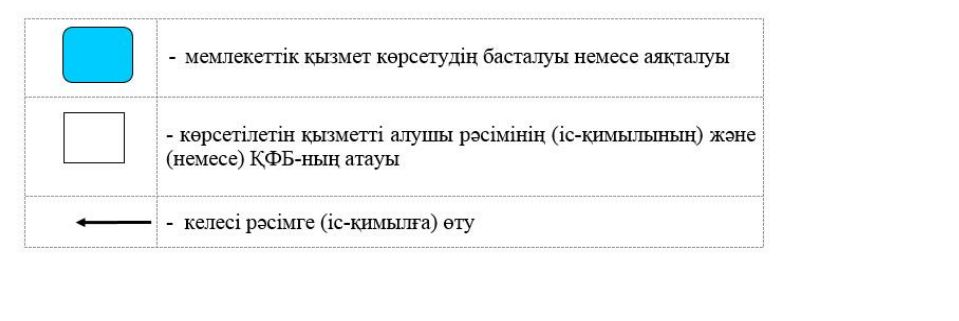 - мемлекеттік қызмет көрсетудің басталуы немесе аяқталуы
- көрсетілетін қызметті алушы рәсімінің (іс-қимылының) және
(немесе) ҚФБ-ның атауы
- келесі рәсімге (іс-қимылға) өту